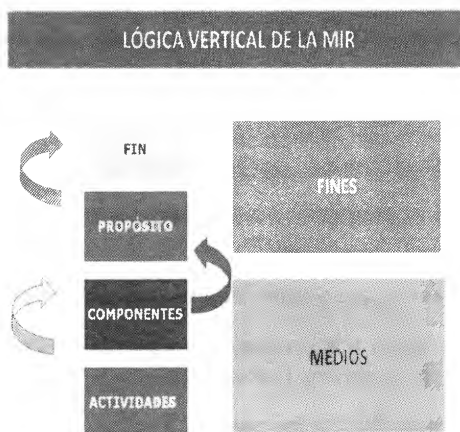 LÓGICA VERTICAL DE LA MIR
FIN
PROPÓSITO
COMPONENTES
ACTIVIDADES
FINES
MEDIOS